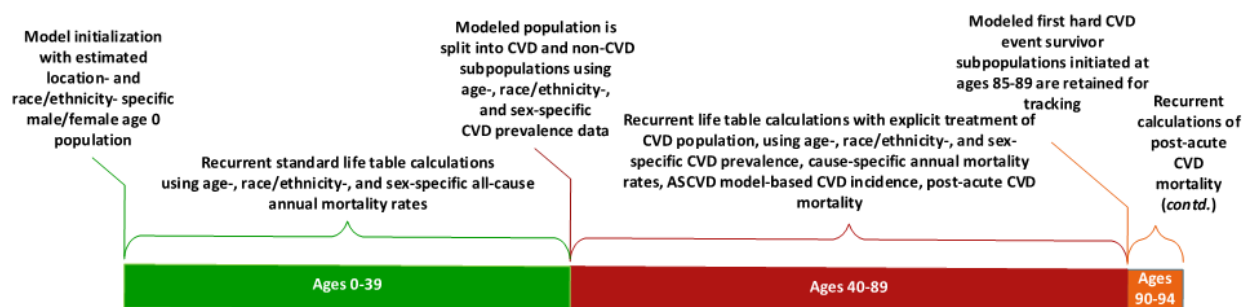 Model initialization
with estimated
location- and
race/ethnicity- specific
male/female age 0
population
Recurrent standard life table calculations
using age-, race/ethnicity-, and sex-specific all-cause
annual mortality rates
Modeled population is
split into CVD and non-CVD
subpopulations using
age-, race/ethnicity-,
and sex-specific
CVD prevalence data
Recurrent life table calculations with explicit treatment of
CVD population, using age-, race/ethnicity-, and sex-
specific CVD prevalence, cause-specific annual mortality
rates, ASCVD model-based CVD incidence, post-acute CVD
mortality
Modeled first hard CVD
event survivor
subpopulations initiated at
ages 85-89 are retained for
tracking
Recurrent
calculations of
post-acute
CVD
mortality
(contd.)
Ages 0-39
Ages 40-89
Ages
90-94